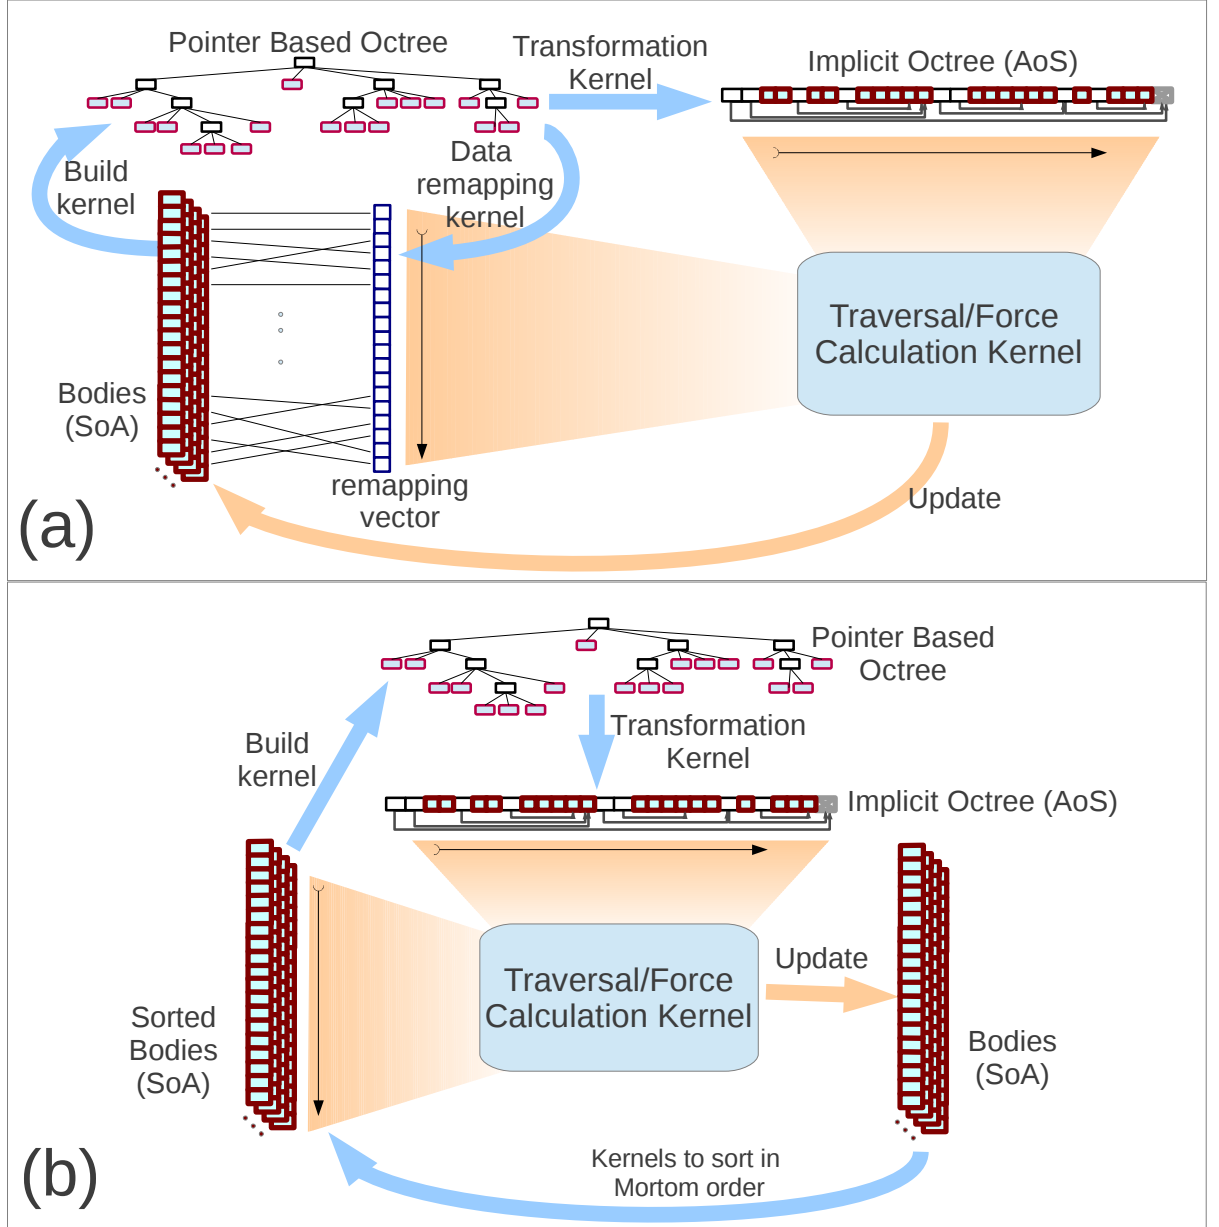 Pointer Based Octree
Transformation
Kernel
Implicit Octree (AoS)
Build
kernel
Data
remapping
kernel
Traversal/Force
Calculation Kernel
Bodies
(SoA)
remapping
vector
Update
(a)
Pointer Based
Octree
Build
kernel
Transformation
Kernel
Implicit Octree (AoS)
Traversal/Force
Calculation Kernel
Update
Sorted
Bodies
(SoA)
Bodies
(SoA)
Kernels to sort in
Mortom order
(b)